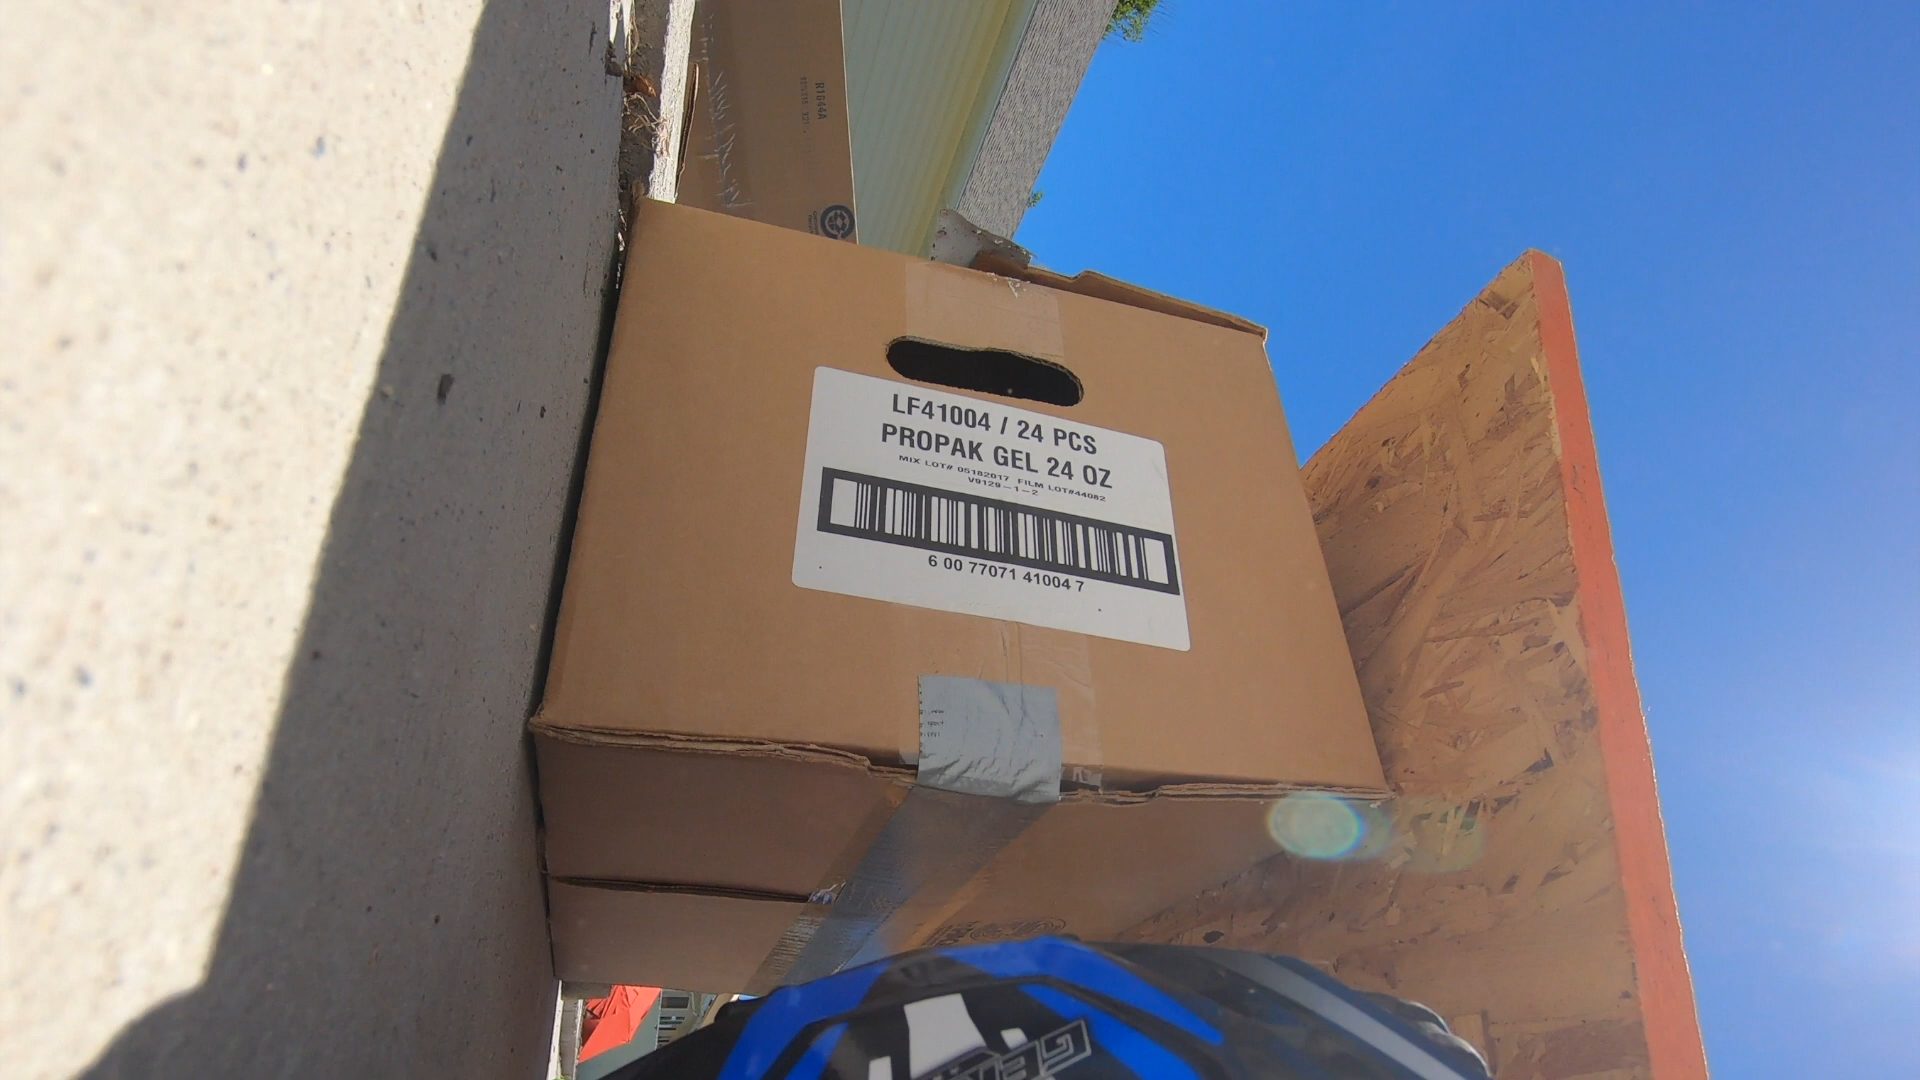 R1644A
LF41004 / 24 PCS
PROPAK GEL 24 OZ
MIX LOT# 05182017 FILM LOT#44082
V9129-1-2
6 00 77071 41004 7